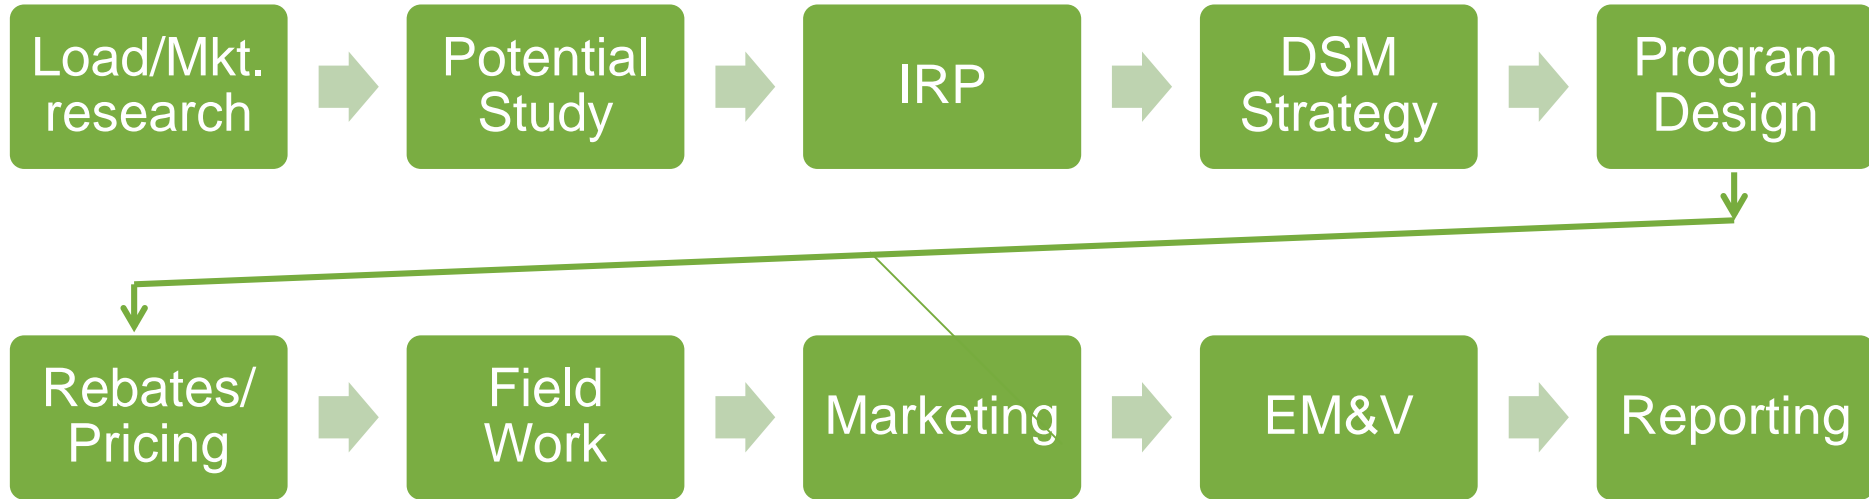 Load/Mkt.
research
Potential
Study
IRP
DSM
Strategy
Program
Design
Rebates/
Pricing
Field
Work
Marketing
EM&V
Reporting